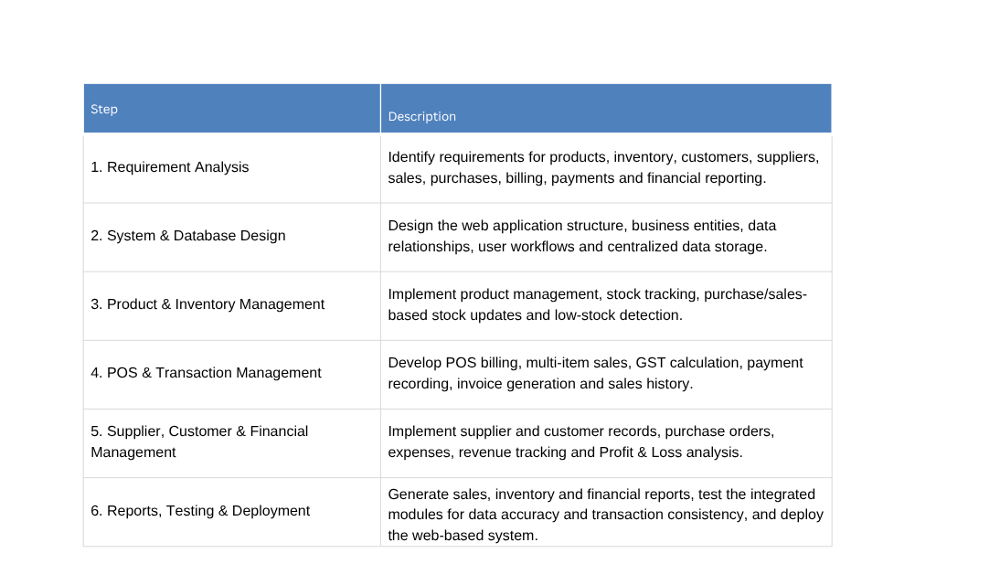 Step
Description
1. Requirement Analysis
Identify requirements for products, inventory, customers, suppliers,
sales, purchases, billing, payments and financial reporting.
2. System & Database Design
Design the web application structure, business entities, data
relationships, user workflows and centralized data storage.
3. Product & Inventory Management
Implement product management, stock tracking, purchase/sales-
based stock updates and low-stock detection.
4. POS & Transaction Management
Develop POS billing, multi-item sales, GST calculation, payment
recording, invoice generation and sales history.
5. Supplier, Customer & Financial
Management
Implement supplier and customer records, purchase orders,
expenses, revenue tracking and Profit & Loss analysis.
6. Reports, Testing & Deployment
Generate sales, inventory and financial reports, test the integrated
modules for data accuracy and transaction consistency, and deploy
the web-based system.